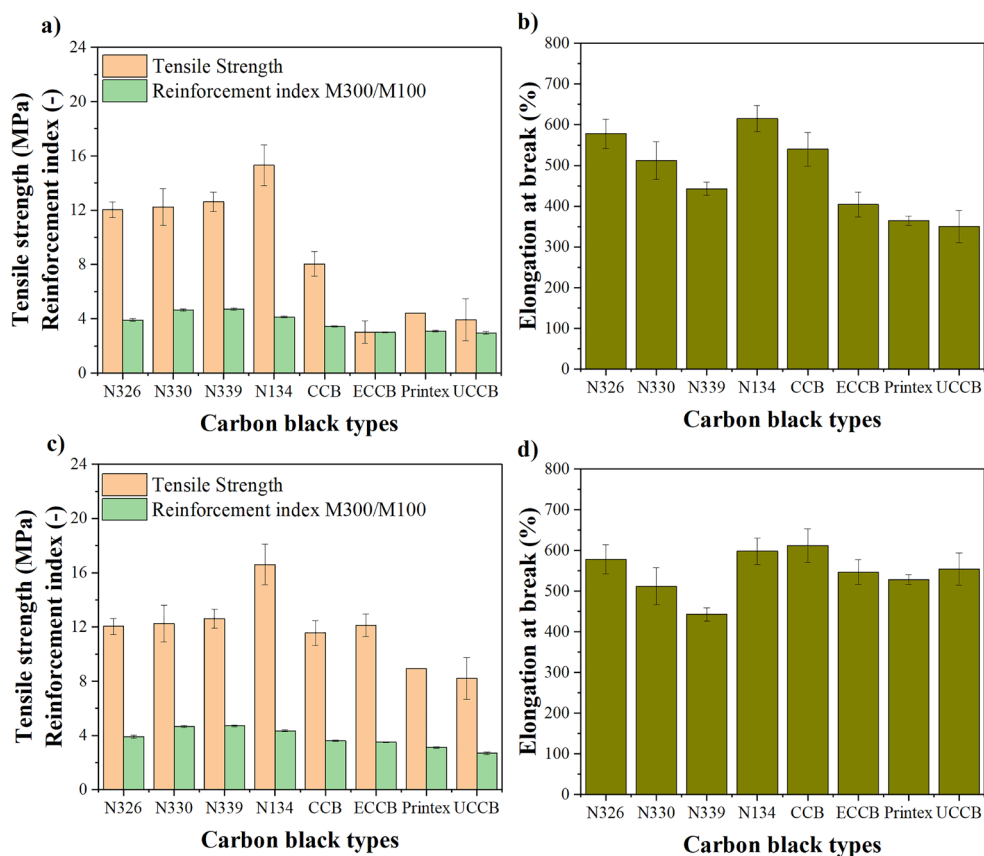 a)
24
20
16
12
8
4
0
Tensile strength (MPa)
Reinforcement index (-)
Tensile Strength
Reinforcement index M300/M100
N326 N330 N339 N134 CCB ECCB Printex UCCB
Carbon black types
b)
800
700
600
500
400
300
200
100
0
Elongation at break (%)
N326 N330 N339 N134 CCB ECCB Printex UCCB
Carbon black types
c)
24
20
16
12
8
4
0
Tensile strength (MPa)
Reinforcement index (-)
Tensile Strength
Reinforcement index M300/M100
N326 N330 N339 N134 CCB ECCB Printex UCCB
Carbon black types
d)
800
700
600
500
400
300
200
100
0
Elongation at break (%)
N326 N330 N339 N134 CCB ECCB Printex UCCB
Carbon black types